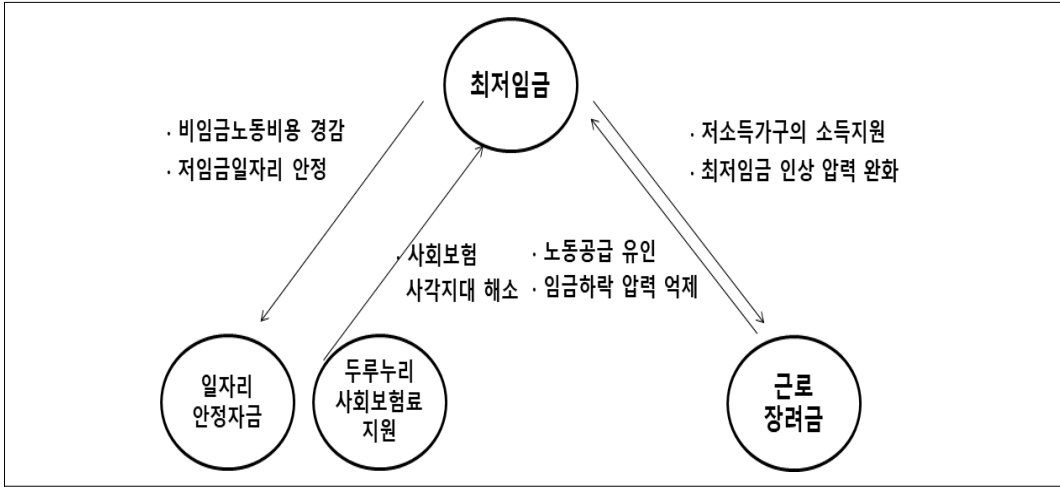 최저임금
· 비임금노동비용 경감
· 저임금일자리 안정
· 저소득가구의 소득지원
· 최저임금 인상 압력 완화
· 사회보험
사각지대 해소
· 노동공급 유인
· 임금하락 압력 억제
일자리
안정자금
두루누리
사회보험료
지원
근로
장려금